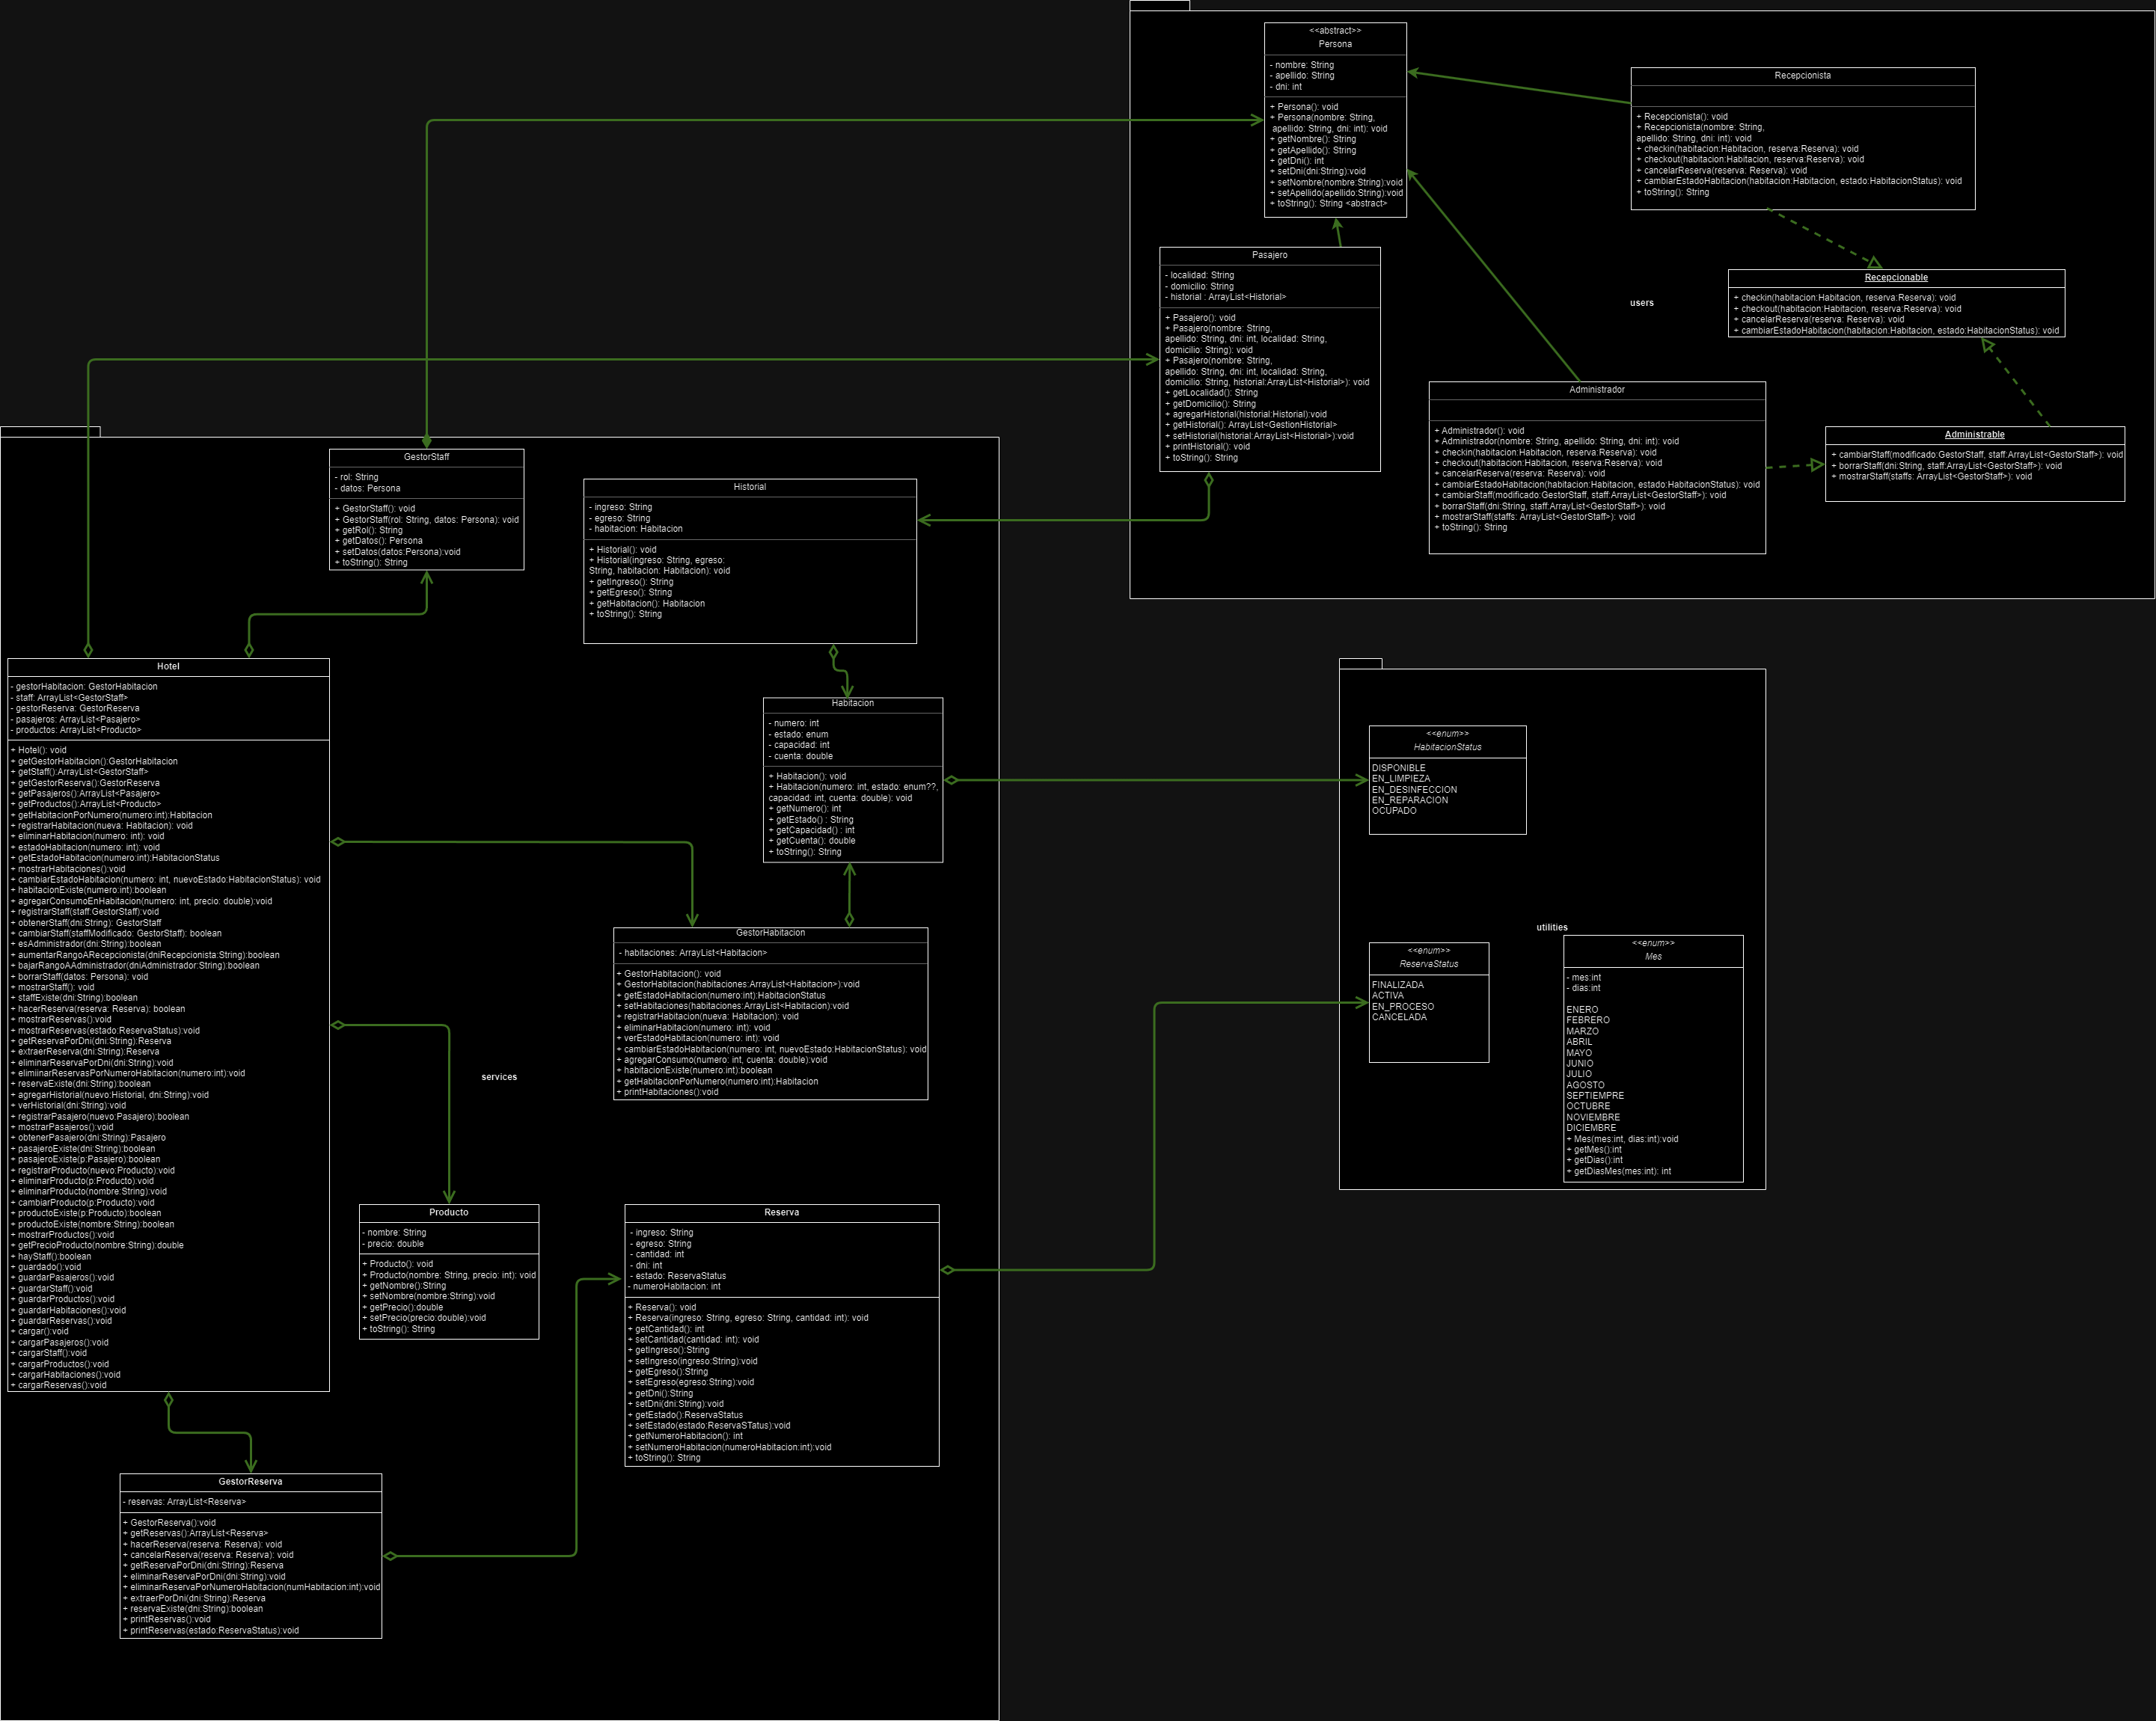 <<abstract>>
Persona
- nombre: String
- apellido: String
- dni: int
+ Persona(): void
+ Persona(nombre: String,
apellido: String, dni: int): void
+ getNombre(): String
+ getApellido(): String
+ getDni(): int
+ setDni(dni:String):void
+ setNombre(nombre:String):void
+ setApellido(apellido:String):void
+ toString(): String <abstract>
Recepcionista
+ Recepcionista(): void
+ Recepcionista(nombre: String,
apellido: String, dni: int): void
+ checkin(habitacion:Habitacion, reserva:Reserva): void
+ checkout(habitacion:Habitacion, reserva:Reserva): void
+ cancelarReserva(reserva: Reserva): void
+ cambiarEstadoHabitacion(habitacion:Habitacion, estado:HabitacionStatus): void
+ toString(): String
Pasajero
- localidad: String
- domicilio: String
- historial : ArrayList<Historial>
+ Pasajero(): void
+ Pasajero(nombre: String,
apellido: String, dni: int, localidad: String,
domicilio: String): void
+ Pasajero(nombre: String,
apellido: String, dni: int, localidad: String,
domicilio: String, historial:ArrayList<Historial>): void
+ getLocalidad(): String
+ getDomicilio(): String
+ agregarHistorial(historial:Historial):void
+ getHistorial(): ArrayList<GestionHistorial>
+ setHistorial(historial:ArrayList<Historial>):void
+ printHistorial(): void
+ toString(): String
users
Recepcionable
+ checkin(habitacion:Habitacion, reserva:Reserva): void
+ checkout(habitacion:Habitacion, reserva:Reserva): void
+ cancelarReserva(reserva: Reserva): void
+ cambiarEstadoHabitacion(habitacion:Habitacion, estado:HabitacionStatus): void
Administrador
+ Administrador(): void
+ Administrador(nombre: String, apellido: String, dni: int): void
+ checkin(habitacion:Habitacion, reserva:Reserva): void
+ checkout(habitacion:Habitacion, reserva:Reserva): void
+ cancelarReserva(reserva: Reserva): void
+ cambiarEstadoHabitacion(habitacion:Habitacion, estado:HabitacionStatus): void
+ cambiarStaff(modificado:GestorStaff, staff:ArrayList<GestorStaff>): void
+ borrarStaff(dni:String, staff:ArrayList<GestorStaff>): void
+ mostrarStaff(staffs: ArrayList<GestorStaff>): void
+ toString(): String
Administrable
+ cambiarStaff(modificado:GestorStaff, staff:ArrayList<GestorStaff>): void
+ borrarStaff(dni:String, staff:ArrayList<GestorStaff>): void
+ mostrarStaff(staffs: ArrayList<GestorStaff>): void
GestorStaff
- rol: String
- datos: Persona
+ GestorStaff(): void
+ GestorStaff(rol: String, datos: Persona): void
+ getRol(): String
+ getDatos(): Persona
+ setDatos(datos:Persona):void
+ toString(): String
Historial
- ingreso: String
- egreso: String
- habitacion: Habitacion
+ Historial(): void
+ Historial(ingreso: String, egreso:
String, habitacion: Habitacion): void
+ getIngreso(): String
+ getEgreso(): String
+ getHabitacion(): Habitacion
+ toString(): String
Hotel
- gestorHabitacion: GestorHabitacion
- staff: ArrayList<GestorStaff>
- gestorReserva: GestorReserva
- pasajeros: ArrayList<Pasajero>
- productos: ArrayList<Producto>
+ Hotel(): void
+ getGestorHabitacion():GestorHabitacion
+ getStaff():ArrayList<GestorStaff>
+ getGestorReserva():GestorReserva
+ getPasajeros():ArrayList<Pasajero>
+ getProductos():ArrayList<Producto>
+ getHabitacionPorNumero(numero:int):Habitacion
+ registrarHabitacion(nueva: Habitacion): void
+ eliminarHabitacion(numero: int): void
+ estadoHabitacion(numero: int): void
+ getEstadoHabitacion(numero:int):HabitacionStatus
+ mostrarHabitaciones():void
+ cambiarEstadoHabitacion(numero: int, nuevoEstado:HabitacionStatus): void
+ habitacionExiste(numero:int):boolean
+ agregarConsumoEnHabitacion(numero: int, precio: double):void
+ registrarStaff(staff:GestorStaff):void
+ obtenerStaff(dni:String): GestorStaff
+ cambiarStaff(staffModificado: GestorStaff): boolean
+ esAdministrador(dni:String):boolean
+ aumentarRangoARecepcionista(dniRecepcionista:String):boolean
+ bajarRangoAAdministrador(dniAdministrador:String):boolean
+ borrarStaff(datos: Persona): void
+ mostrarStaff(): void
+ staffExiste(dni:String):boolean
+ hacerReserva(reserva: Reserva): boolean
+ mostrarReservas():void
+ mostrarReservas(estado:ReservaStatus):void
+ getReservaPorDni(dni:String):Reserva
+ extraerReserva(dni:String):Reserva
+ eliminarReservaPorDni(dni:String):void
+ elimiinarReservasPorNumeroHabitacion(numero:int):void
+ reservaExiste(dni:String):boolean
+ agregarHistorial(nuevo:Historial, dni:String):void
+ verHistorial(dni:String):void
+ registrarPasajero(nuevo:Pasajero):boolean
+ mostrarPasajeros():void
+ obtenerPasajero(dni:String):Pasajero
+ pasajeroExiste(dni:String):boolean
+ pasajeroExiste(p:Pasajero):boolean
+ registrarProducto(nuevo:Producto):void
+ eliminarProducto(p:Producto):void
+ eliminarProducto(nombre:String):void
+ cambiarProducto(p:Producto):void
+ productoExiste(p:Producto):boolean
+ productoExiste(nombre:String):boolean
+ mostrarProductos():void
+ getPrecioProducto(nombre:String):double
+ hayStaff():boolean
+ guardado():void
+ guardarPasajeros():void
+ guardarStaff():void
+ guardarProductos():void
+ guardarHabitaciones():void
+ guardarReservas():void
+ cargar():void
+ cargarPasajeros():void
+ cargarStaff():void
+ cargarProductos():void
+ cargarHabitaciones():void
+ cargarReservas():void
Habitacion
- numero: int
- estado: enum
- capacidad: int
- cuenta: double
+ Habitacion(): void
+ Habitacion(numero: int, estado: enum??,
capacidad: int, cuenta: double): void
+ getNumero(): int
+ getEstado() : String
+ getCapacidad() : int
+ getCuenta(): double
+ toString(): String
GestorHabitacion
- habitaciones: ArrayList<Habitacion>
+ GestorHabitacion(): void
+ GestorHabitacion(habitaciones:ArrayList<Habitacion>):void
+ getEstadoHabitacion(numero:int):HabitacionStatus
+ setHabitaciones(habitaciones:ArrayList<Habitacion):void
+ registrarHabitacion(nueva: Habitacion): void
+ eliminarHabitacion(numero: int): void
+ verEstadoHabitacion(numero: int): void
+ cambiarEstadoHabitacion(numero: int, nuevoEstado:HabitacionStatus): void
+ agregarConsumo(numero: int, cuenta: double):void
+ habitacionExiste(numero:int):boolean
+ getHabitacionPorNumero(numero:int):Habitacion
+ printHabitaciones():void
services
Producto
- nombre: String
- precio: double
+ Producto(): void
+ Producto(nombre: String, precio: int): void
+ getNombre():String
+ setNombre(nombre:String):void
+ getPrecio():double
+ setPrecio(precio:double):void
+ toString(): String
Reserva
- ingreso: String
- egreso: String
- cantidad: int
- dni: int
- estado: ReservaStatus
- numeroHabitacion: int
+ Reserva(): void
+ Reserva(ingreso: String, egreso: String, cantidad: int): void
+ getCantidad(): int
+ setCantidad(cantidad: int): void
+ getIngreso():String
+ setIngreso(ingreso:String):void
+ getEgreso():String
+ setEgreso(egreso:String):void
+ getDni():String
+ setDni(dni:String):void
+ getEstado():ReservaStatus
+ setEstado(estado:ReservaSTatus):void
+ getNumeroHabitacion(): int
+ setNumeroHabitacion(numeroHabitacion:int):void
+ toString(): String
GestorReserva
- reservas: ArrayList<Reserva>
+ GestorReserva():void
+ getReservas():ArrayList<Reserva>
+ hacerReserva(reserva: Reserva): void
+ cancelarReserva(reserva: Reserva): void
+ getReservaPorDni(dni:String):Reserva
+ eliminarReservaPorDni(dni:String):void
+ eliminarReservaPorNumeroHabitacion(numHabitacion:int):void
+ extraerPorDni(dni:String):Reserva
+ reservaExiste(dni:String):boolean
+ printReservas():void
+ printReservas(estado:ReservaStatus):void
<<enum>>
HabitacionStatus
DISPONIBLE
EN_LIMPIEZA
EN_DESINFECCION
EN_REPARACION
OCUPADO
utilities
<<enum>>
ReservaStatus
FINALIZADA
ACTIVA
EN_PROCESO
CANCELADA
<<enum>>
Mes
- mes:int
- dias:int
ENERO
FEBRERO
MARZO
ABRIL
MAYO
JUNIO
JULIO
AGOSTO
SEPTIEMPRE
OCTUBRE
NOVIEMBRE
DICIEMBRE
+ Mes(mes:int, dias:int):void
+ getMes():int
+ getDias():int
+ getDiasMes(mes:int): int